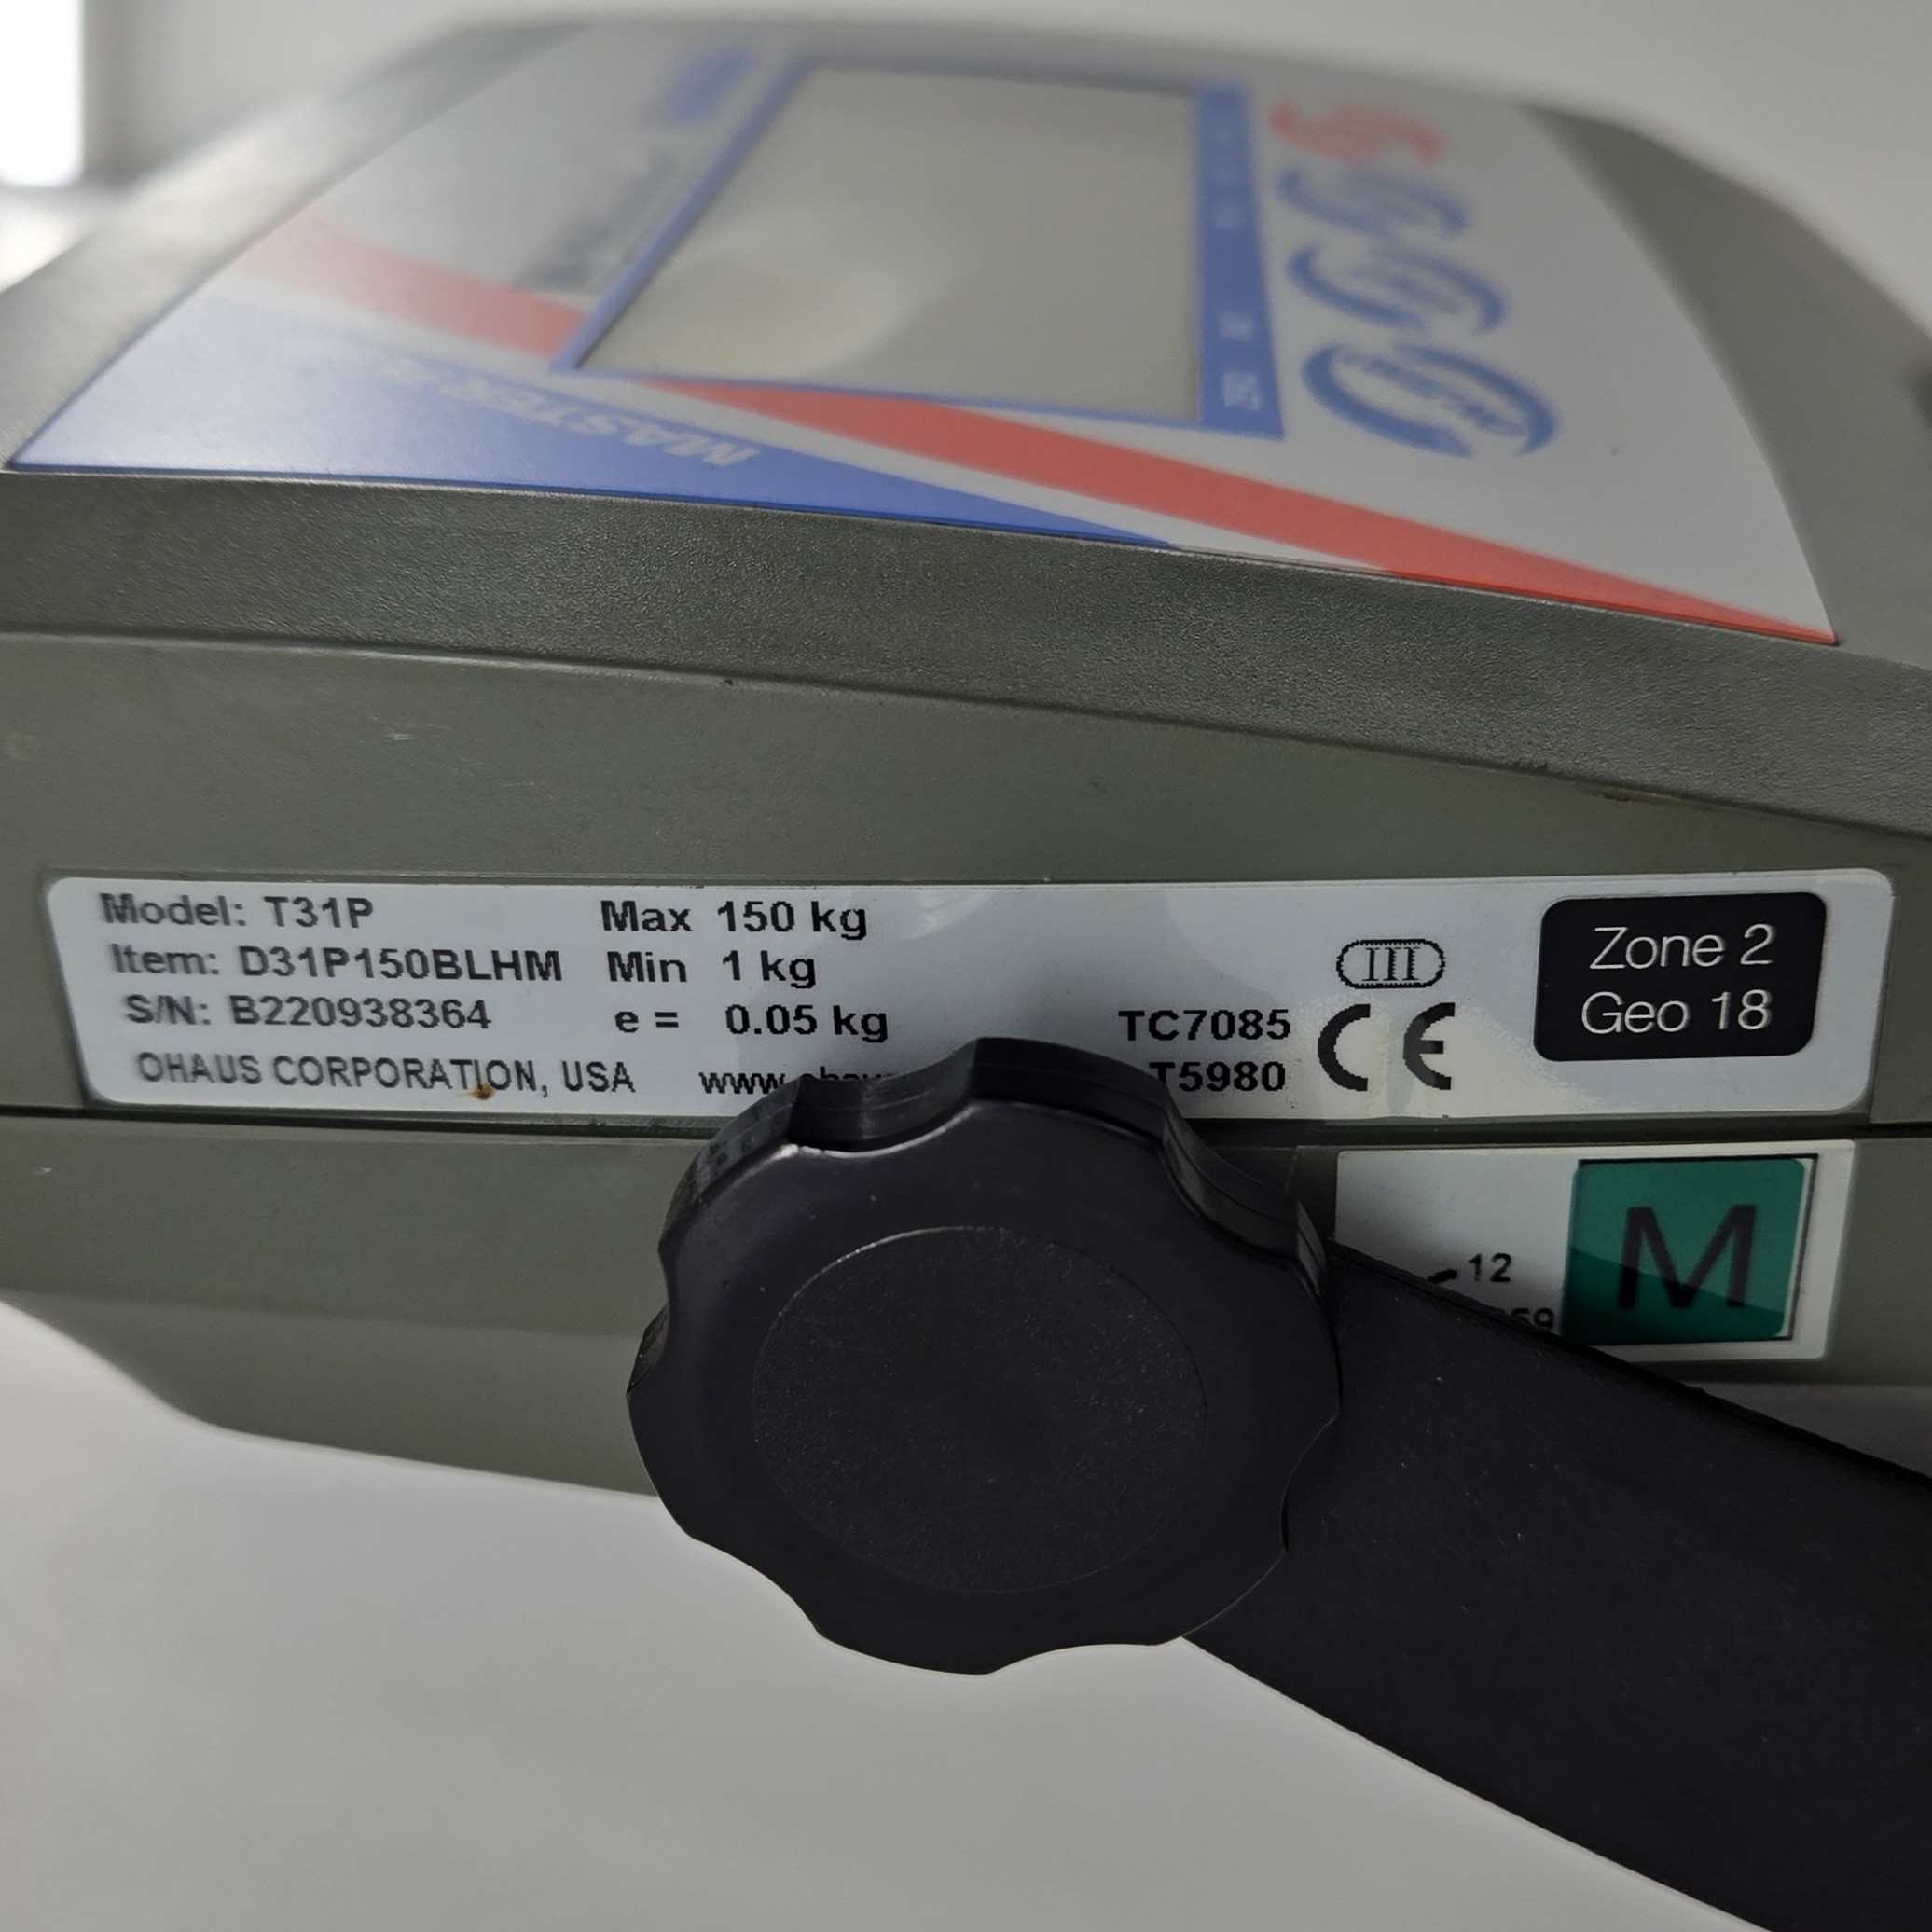 MASTER
Model: T31P
Item: D31P150BLHM
S/N: B220938364
OHAUS CORPORATION, USA
Max 150 kg
Min 1 kg
e = 0.05 kg
TC7085
T5980
III
CE
Zone 2
Geo 18
12
M